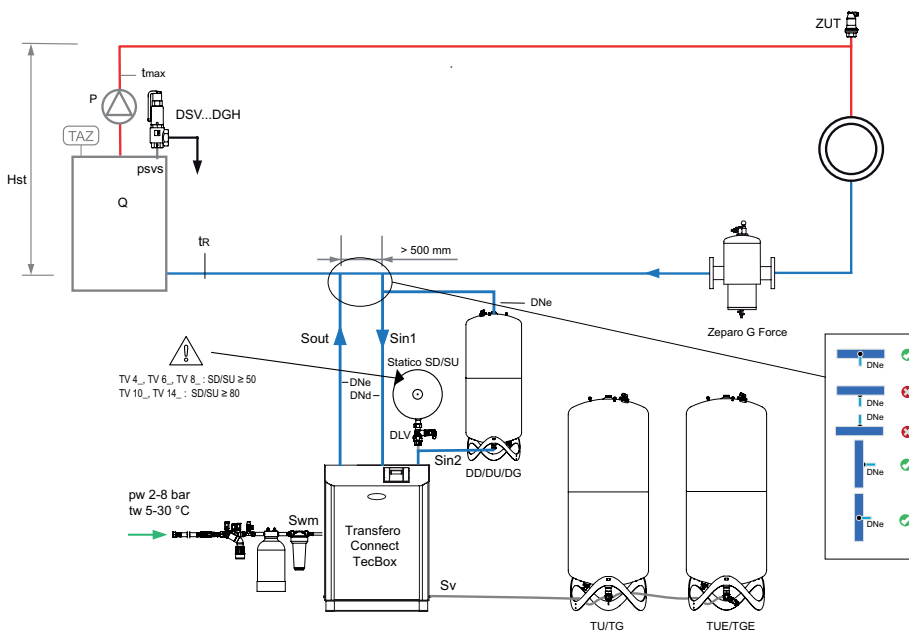 ZUT
tmax
P
DSV...DGH
TAZ
psvs
Hst
Q
tR
> 500 mm
DNe
Zeparo G Force
Sout
Sin1
Statico SD/SU
TV 4_, TV 6_, TV 8_ : SD/SU ≥ 50
TV 10_, TV 14_ : SD/SU ≥ 80
DNe
DNd
DLV
Sin2
DD/DU/DG
DNe
DNe
DNe
DNe
DNe
pw 2-8 bar
tw 5-30 °C
Swm
Transfero
Connect
TecBox
Sv
TU/TG
TUE/TGE